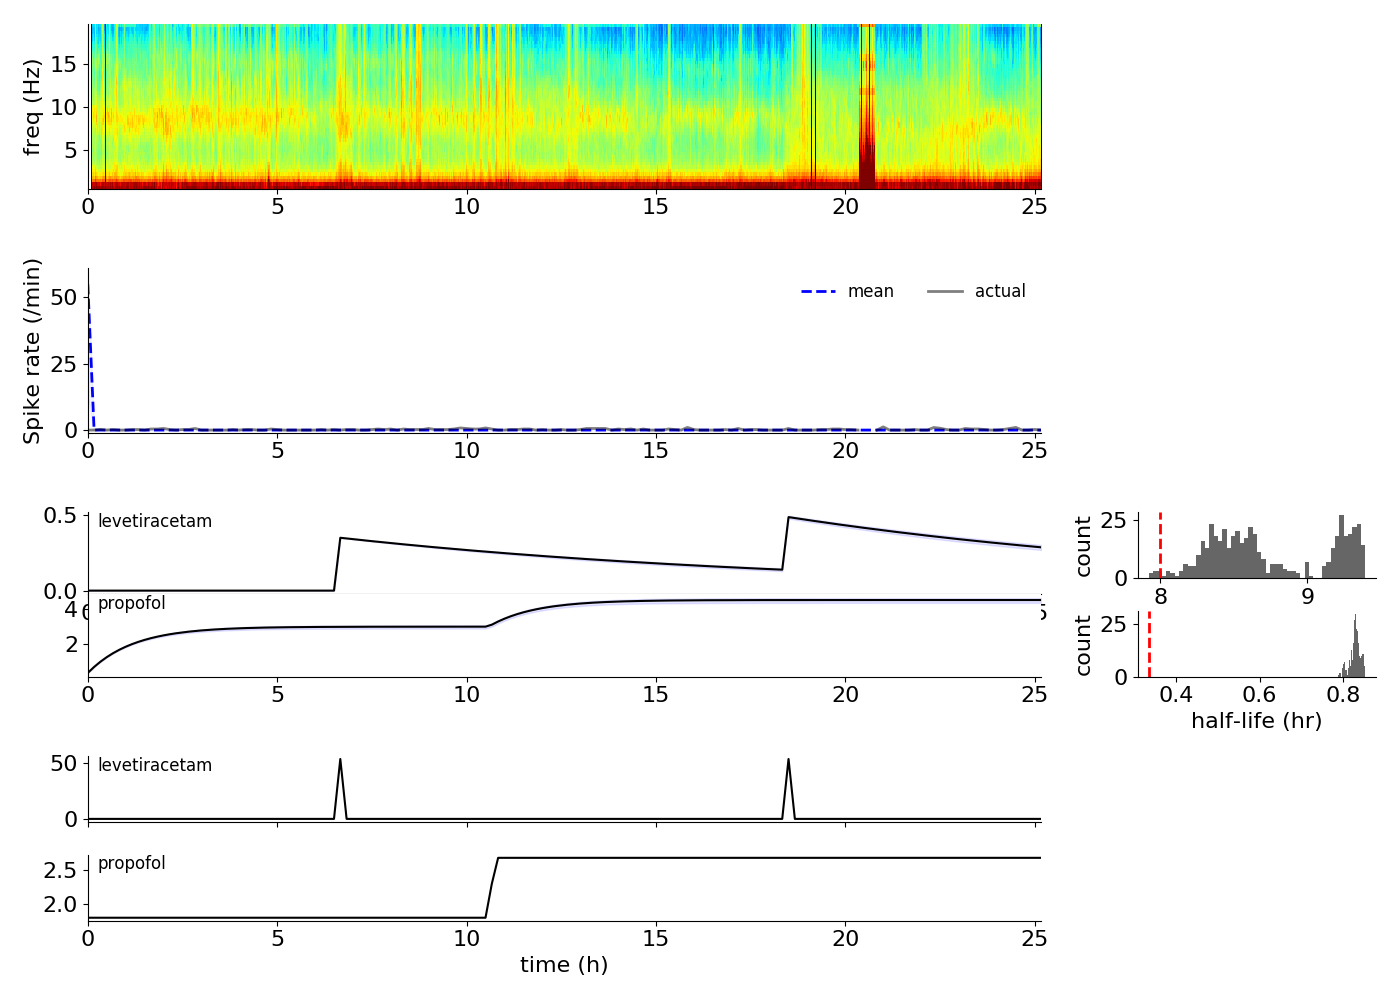 freq (Hz)
15
10
5
0 5 10 15 20 25
Spike rate (/min)
50
25
0
mean actual
0 5 10 15 20 25
0.5
0.0
levetiracetam
count
25
0
8 9
4
2
propofol
0 5 10 15 20 25
count
25
0
0.4 0.6 0.8
half-life (hr)
50
0
levetiracetam
2.5
2.0
propofol
0 5 10 15 20 25
time (h)